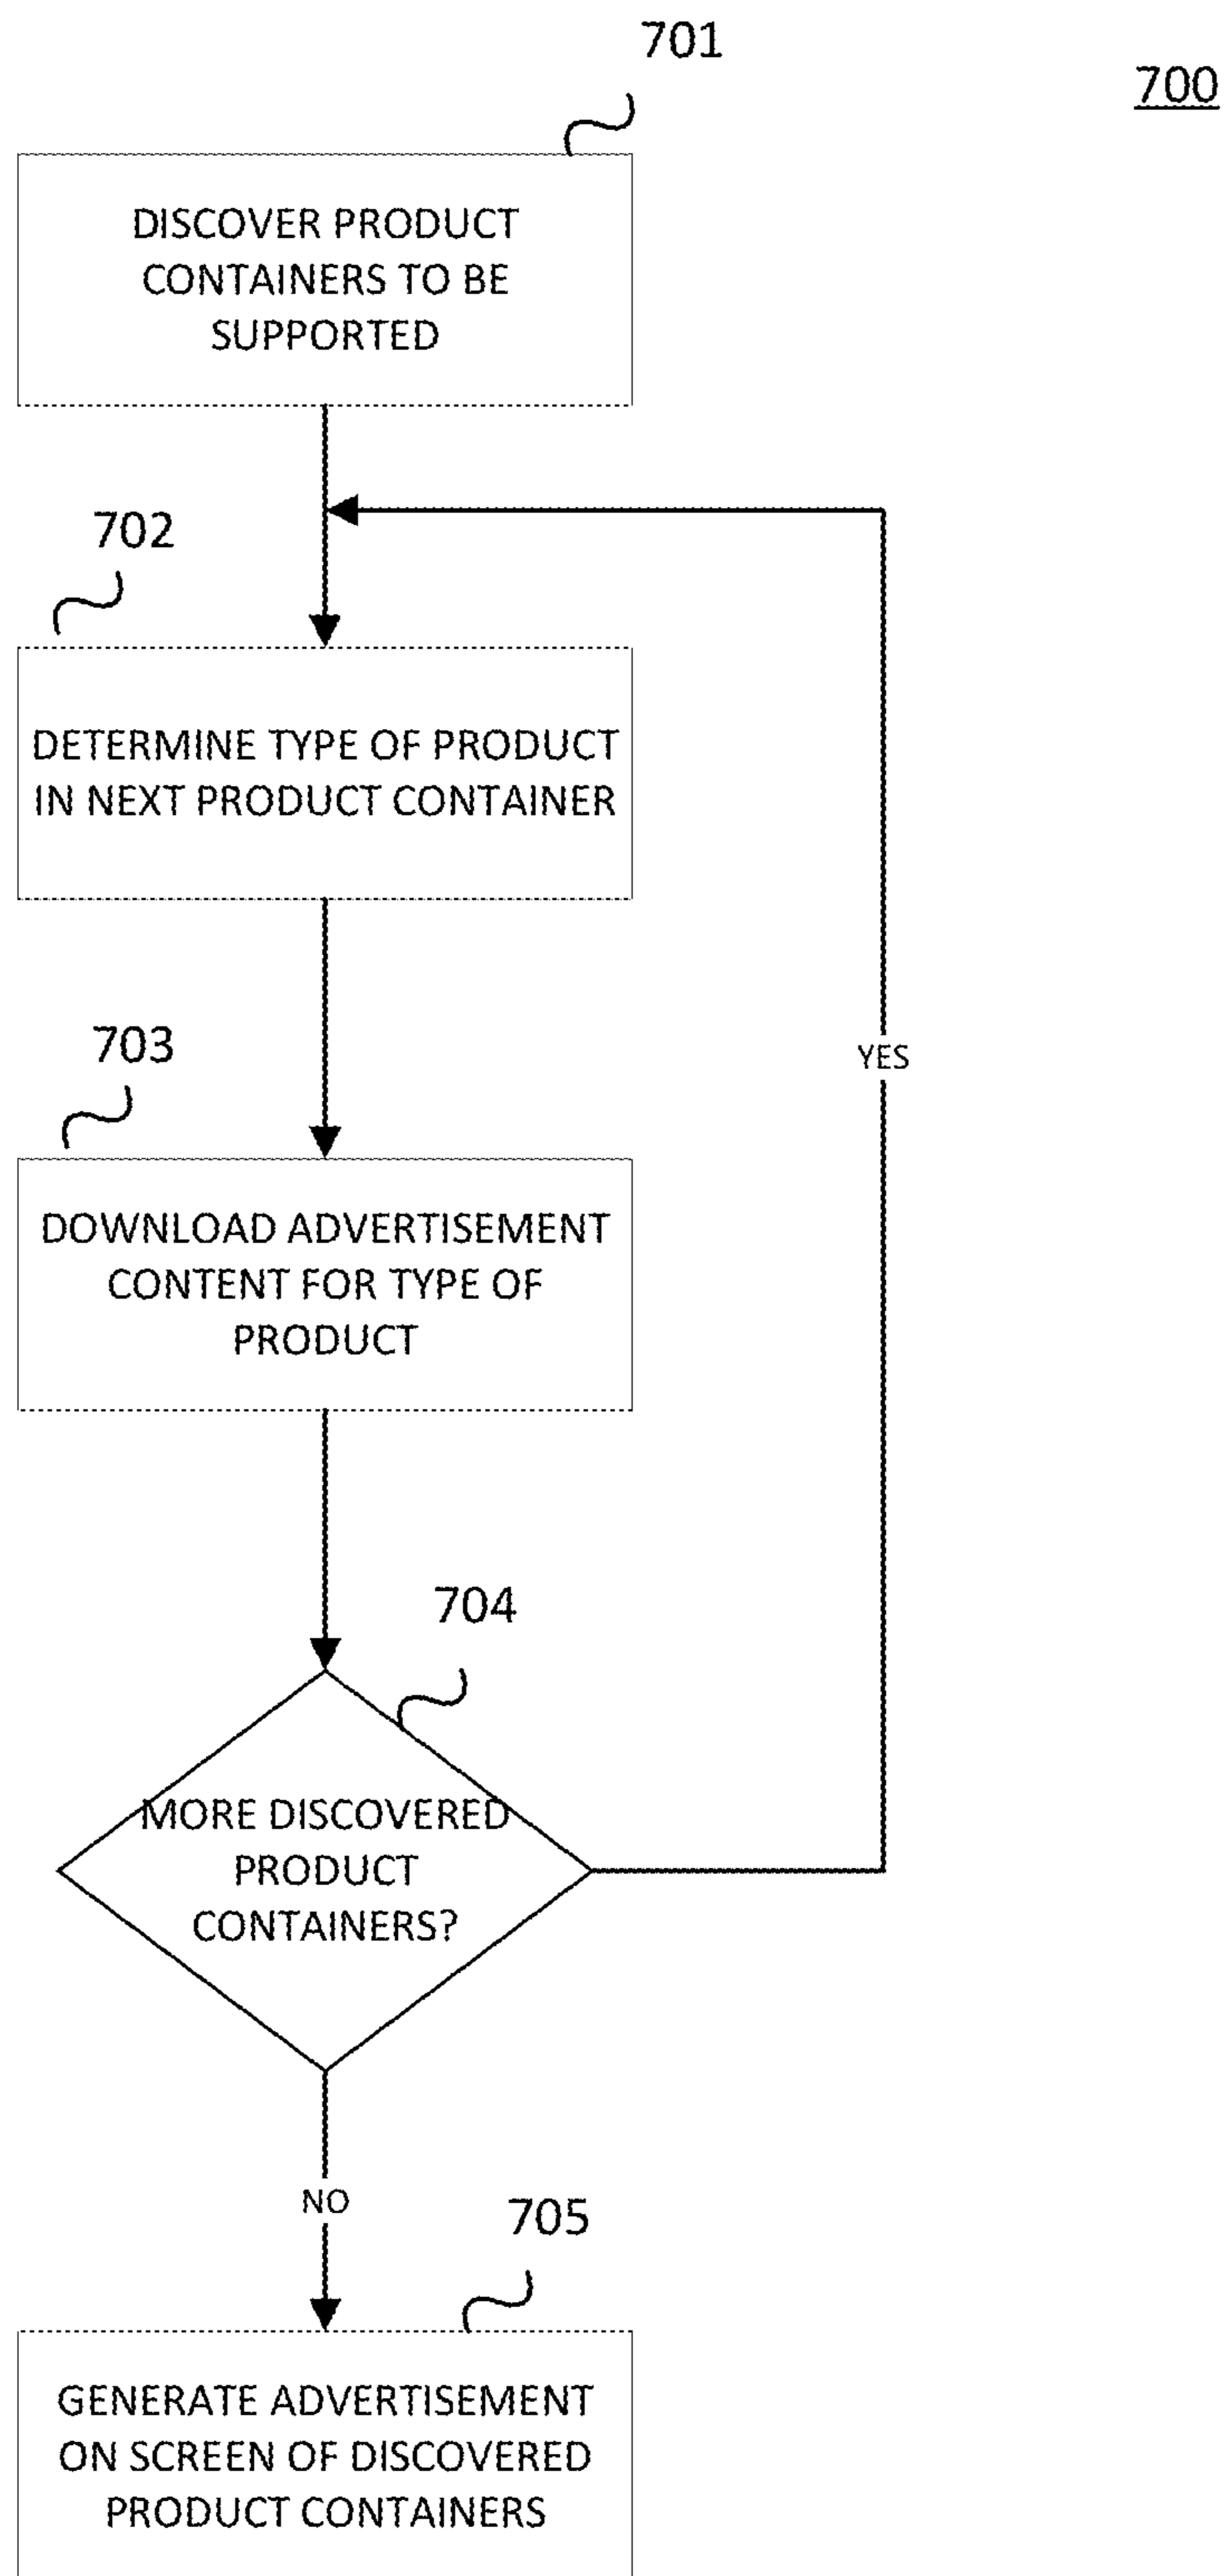 701
700
DISCOVER PRODUCT
CONTAINERS TO BE
SUPPORTED
702
DETERMINE TYPE OF PRODUCT
IN NEXT PRODUCT CONTAINER
YES
703
DOWNLOAD ADVERTISEMENT
CONTENT FOR TYPE OF
PRODUCT
704
MORE DISCOVERED
PRODUCT
CONTAINERS?
NO
705
GENERATE ADVERTISEMENT
ON SCREEN OF DISCOVERED
PRODUCT CONTAINERS